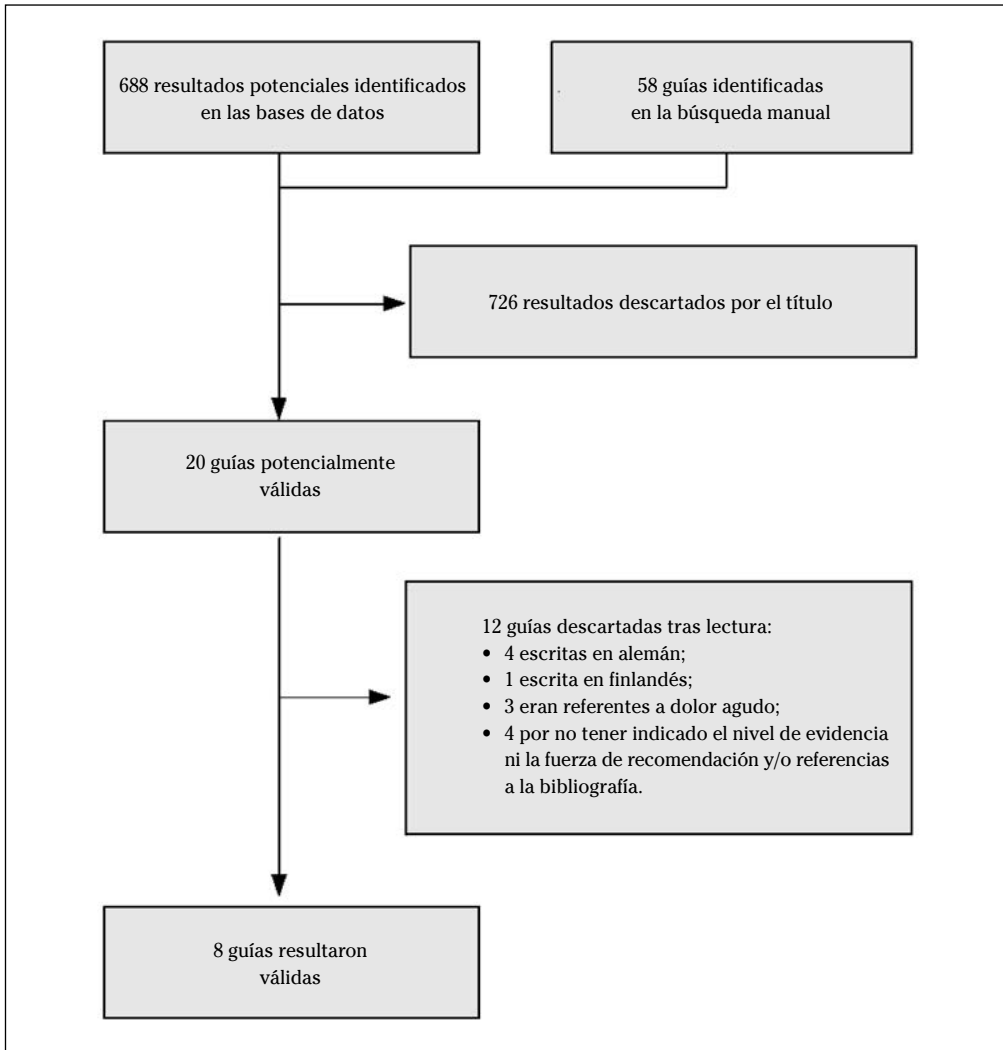 688 resultados potenciales identificados
en las bases de datos
58 guías identificadas
en la búsqueda manual
726 resultados descartados por el título
20 guías potencialmente
válidas
12 guías descartadas tras lectura:
• 4 escritas en alemán;
• 1 escrita en finlandés;
• 3 eran referentes a dolor agudo;
• 4 por no tener indicado el nivel de evidencia
ni la fuerza de recomendación y/o referencias
a la bibliografía.
8 guías resultaron
válidas